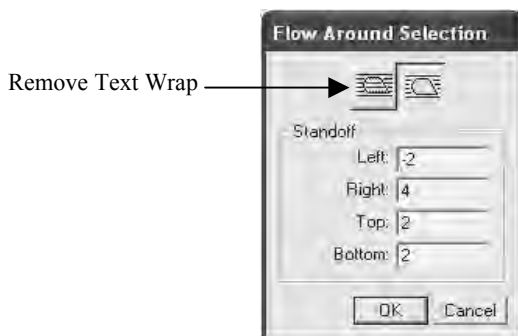 Flow Around Selection
Remove Text Wrap
Standoff
Left: -2
Right: 4
Top: 2
Bottom: 2
OK Cancel